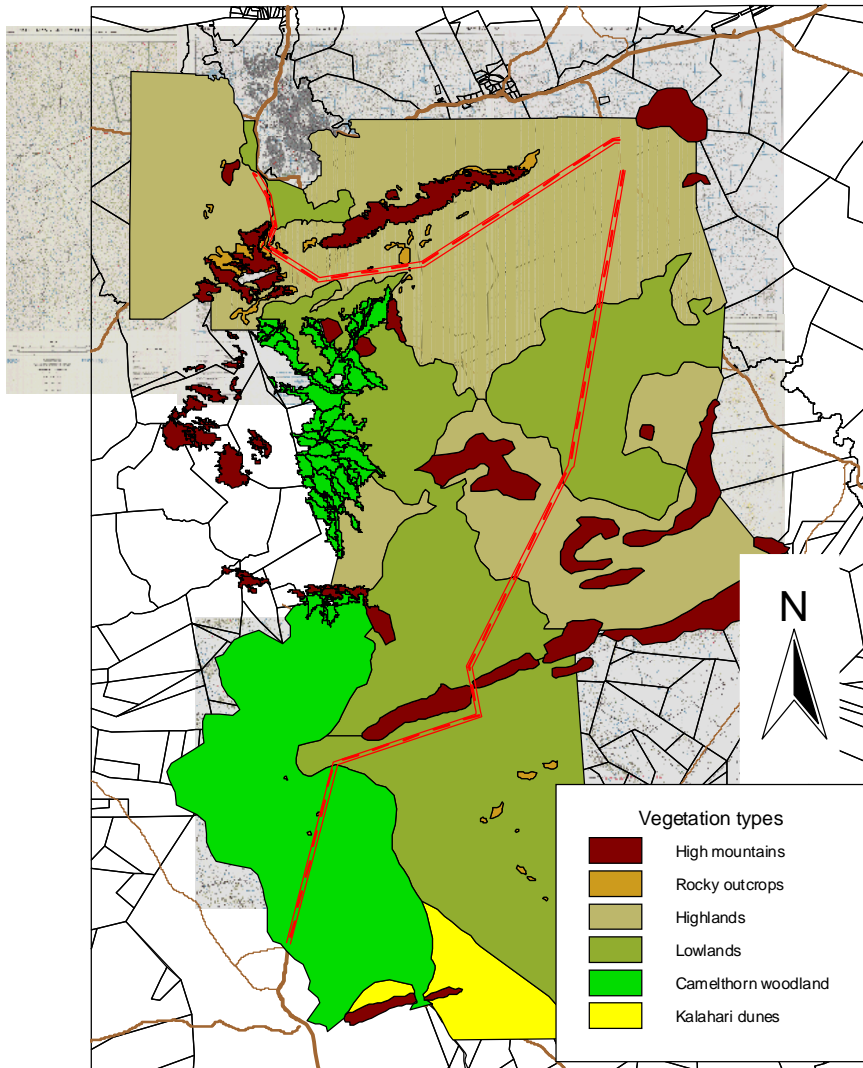 N
Vegetation types
High mountains
Rocky outcrops
Highlands
Lowlands
Camelthorn woodland
Kalahari dunes